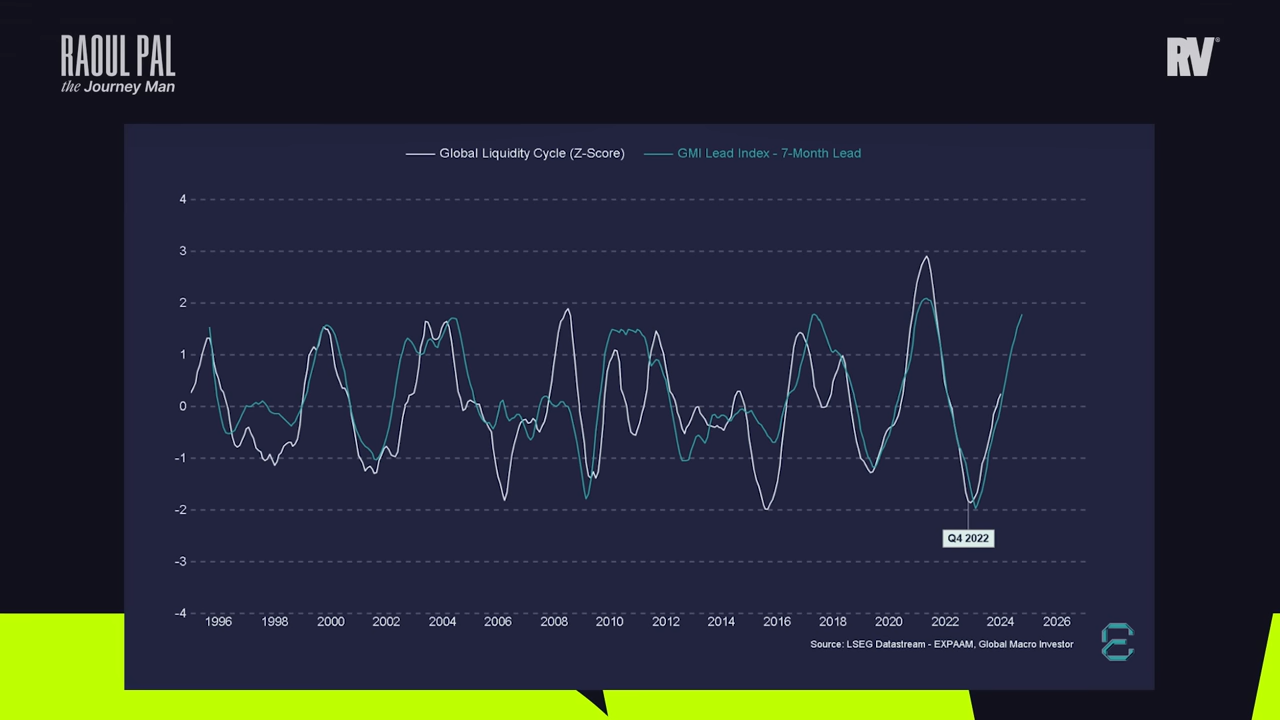 RAOUL PAL
the Journey Man
RV®
Global Liquidity Cycle (Z-Score) GMI Lead Index - 7-Month Lead
4
3
2
1
0
-1
-2
-3
-4
Q4 2022
1996 1998 2000 2002 2004 2006 2008 2010 2012 2014 2016 2018 2020 2022 2024 2026
Source: LSEG Datastream - EXPAAM, Global Macro Investor